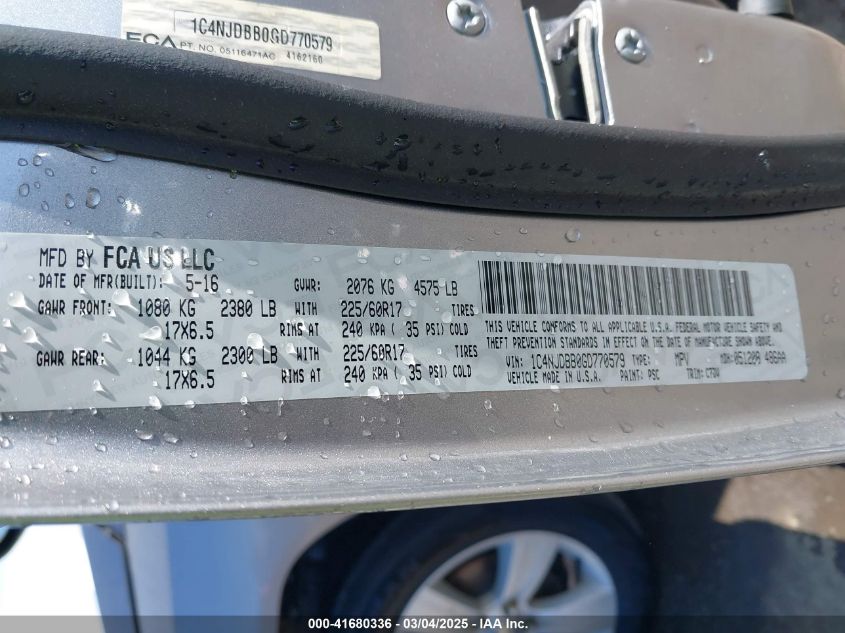 1C4NJDBB0GD770579
FCA PT. NO. 05116471AC 4162160
MFD BY FCA US LLC
DATE OF MFR(BUILT): 5-16 GVWR: 2076 KG 4575 LB
GAWR FRONT: 1080 KG 2380 LB WITH 225/60R17 TIRES
17X6.5 RIMS AT 240 KPA ( 35 PSI) COLD
GAWR REAR: 1044 KG 2300 LB WITH 225/60R17 TIRES
17X6.5 RIMS AT 240 KPA ( 35 PSI) COLD
THIS VEHICLE CONFORMS TO ALL APPLICABLE U.S.A. FEDERAL MOTOR VEHICLE SAFETY AND
THEFT PREVENTION STANDARDS IN EFFECT ON THE DATE OF MANUFACTURE SHOWN ABOVE.
VIN: 1C4NJDBB0GD770579 TYPE: MPV MDH: 051208 486AA
VEHICLE MADE IN U.S.A. PAINT: PSC TRIM: CTDV
000-41680336 - 03/04/2025 - IAA Inc.